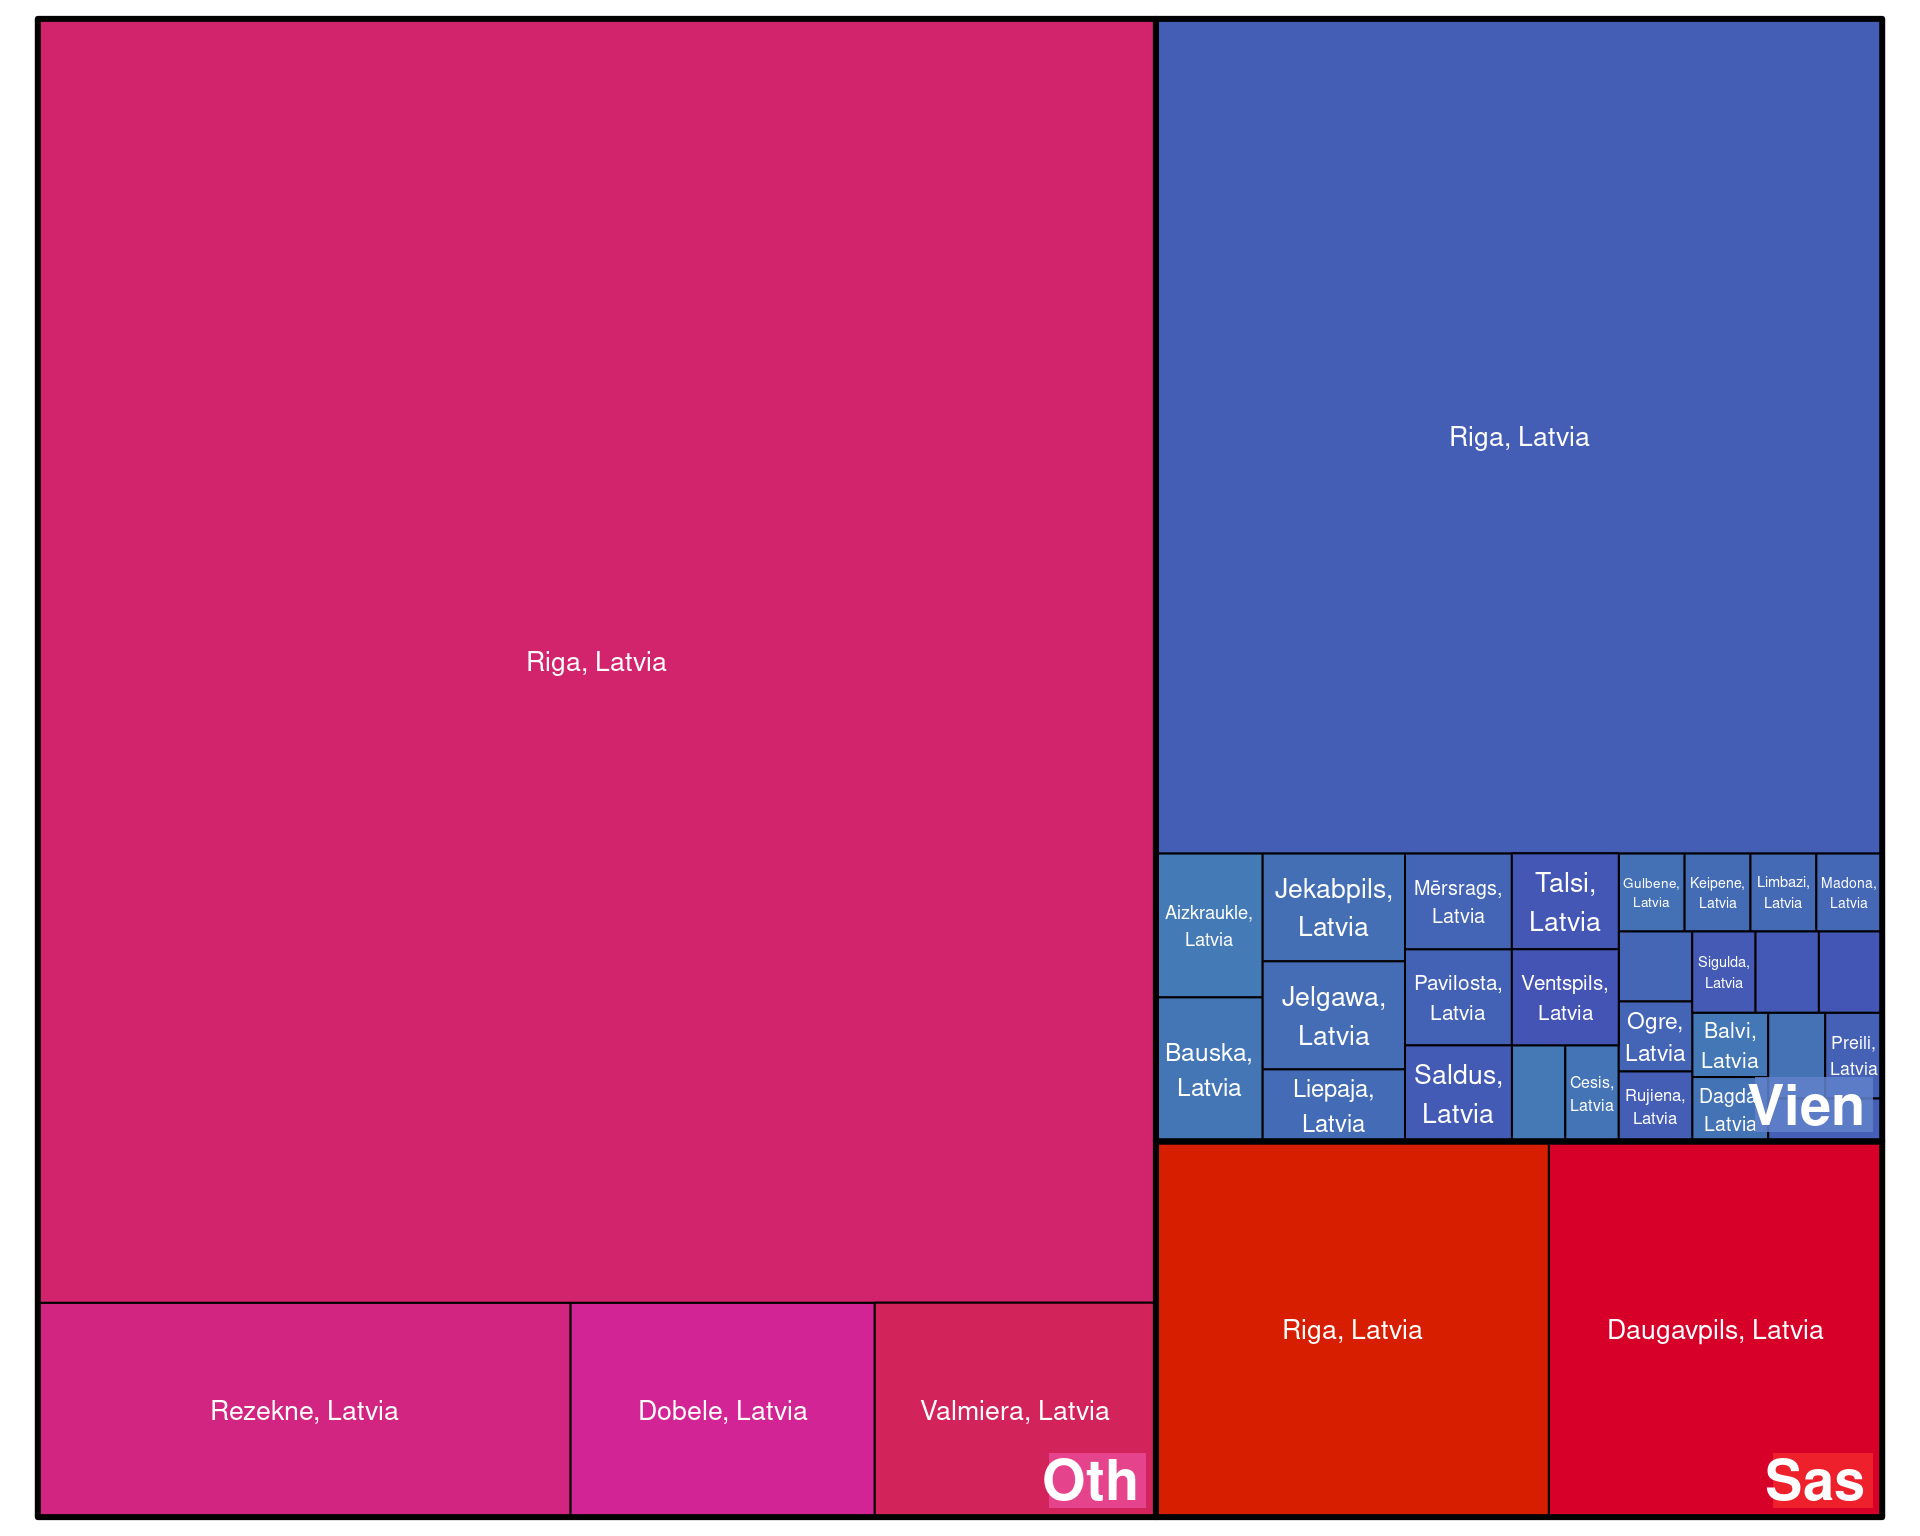 Riga, Latvia
Rezekne, Latvia
Dobele, Latvia
Valmiera, Latvia
Oth
Riga, Latvia
Aizkraukle,
Latvia
Bauska,
Latvia
Jekabpils,
Latvia
Jelgawa,
Latvia
Liepaja,
Latvia
Mērsrags,
Latvia
Pavilosta,
Latvia
Saldus,
Latvia
Talsi,
Latvia
Ventspils,
Latvia
Cesis,
Latvia
Gulbene,
Latvia
Keipene,
Latvia
Limbazi,
Latvia
Madona,
Latvia
Ogre,
Latvia
Rujiena,
Latvia
Sigulda,
Latvia
Balvi,
Latvia
Dagda
Latvia
Preili,
Latvia
Vien
Riga, Latvia
Daugavpils, Latvia
Sas